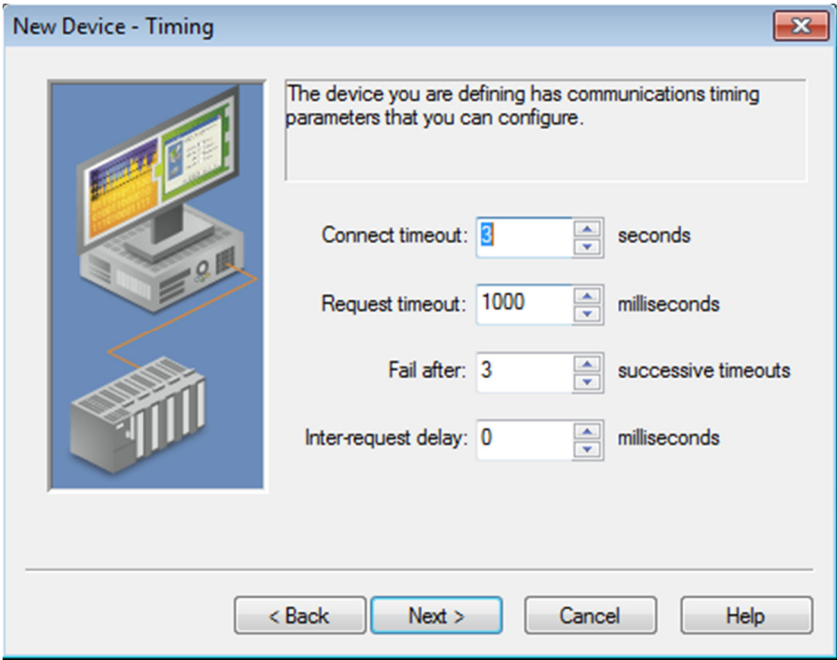 New Device - Timing
The device you are defining has communications timing
parameters that you can configure.
Connect timeout: 3 seconds
Request timeout: 1000 milliseconds
Fail after: 3 successive timeouts
Inter-request delay: 0 milliseconds
< Back Next > Cancel Help